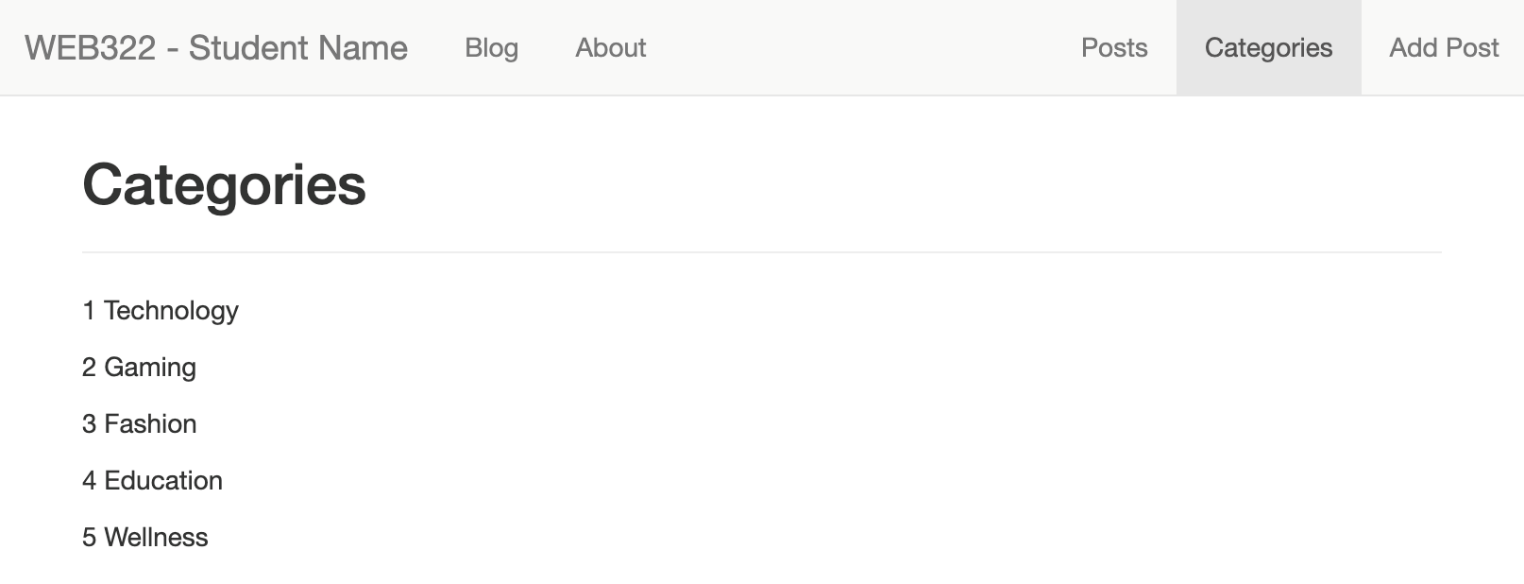 WEB322 - Student Name Blog About Posts Categories Add Post
Categories
1 Technology
2 Gaming
3 Fashion
4 Education
5 Wellness